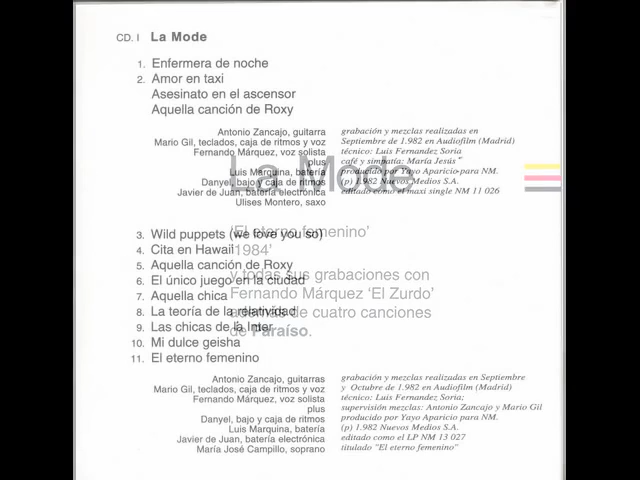 CD. I La Mode
1. Enfermera de noche
2. Amor en taxi
Asesinato en el ascensor
Aquella canción de Roxy
Antonio Zancajo, guitarra
Mario Gil, teclados, caja de ritmos y voz
Fernando Márquez, voz solista
plus
Luis Marquina, batería
Danyel, bajo y caja de ritmos
Javier de Juan, batería electrónica
Ulises Montero, saxo
grabación y mezclas realizadas en
Septiembre de 1.982 en Audiofilm (Madrid)
técnico: Luis Fernandez Soria
café y simpatía: María Jesús
producido por Yayo Aparicio para NM.
(p) 1.982 Nuevos Medios S.A.
editado como el maxi single NM 11 026
La Mode
3. Wild puppets (we love you so)
4. Cita en Hawaii
5. Aquella canción de Roxy
6. El único juego en la ciudad
7. Aquella chica
8. La teoría de la relatividad
9. Las chicas de la Inter
10. Mi dulce geisha
11. El eterno femenino
'El eterno femenino'
'1984'
y todas sus grabaciones con
Fernando Márquez 'El Zurdo'
además de cuatro canciones
de Paraíso.
Antonio Zancajo, guitarras
Mario Gil, teclados, caja de ritmos y voz
Fernando Márquez, voz solista
plus
Danyel, bajo y caja de ritmos
Luis Marquina, batería
Javier de Juan, batería electrónica
María José Campillo, soprano
grabación y mezclas realizadas en Septiembre
y Octubre de 1.982 en Audiofilm (Madrid)
técnico: Luis Fernandez Soria;
supervisión mezclas: Antonio Zancajo y Mario Gil
producido por Yayo Aparicio para NM.
(p) 1.982 Nuevos Medios S.A.
editado como el LP NM 13 027
titulado "El eterno femenino"